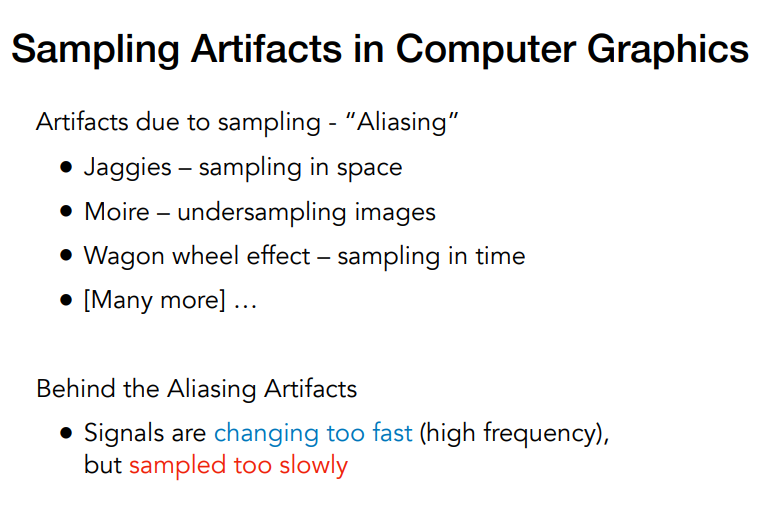 Sampling Artifacts in Computer Graphics
Artifacts due to sampling - “Aliasing”
• Jaggies – sampling in space
• Moire – undersampling images
• Wagon wheel effect – sampling in time
• [Many more] …
Behind the Aliasing Artifacts
• Signals are changing too fast (high frequency),
but sampled too slowly